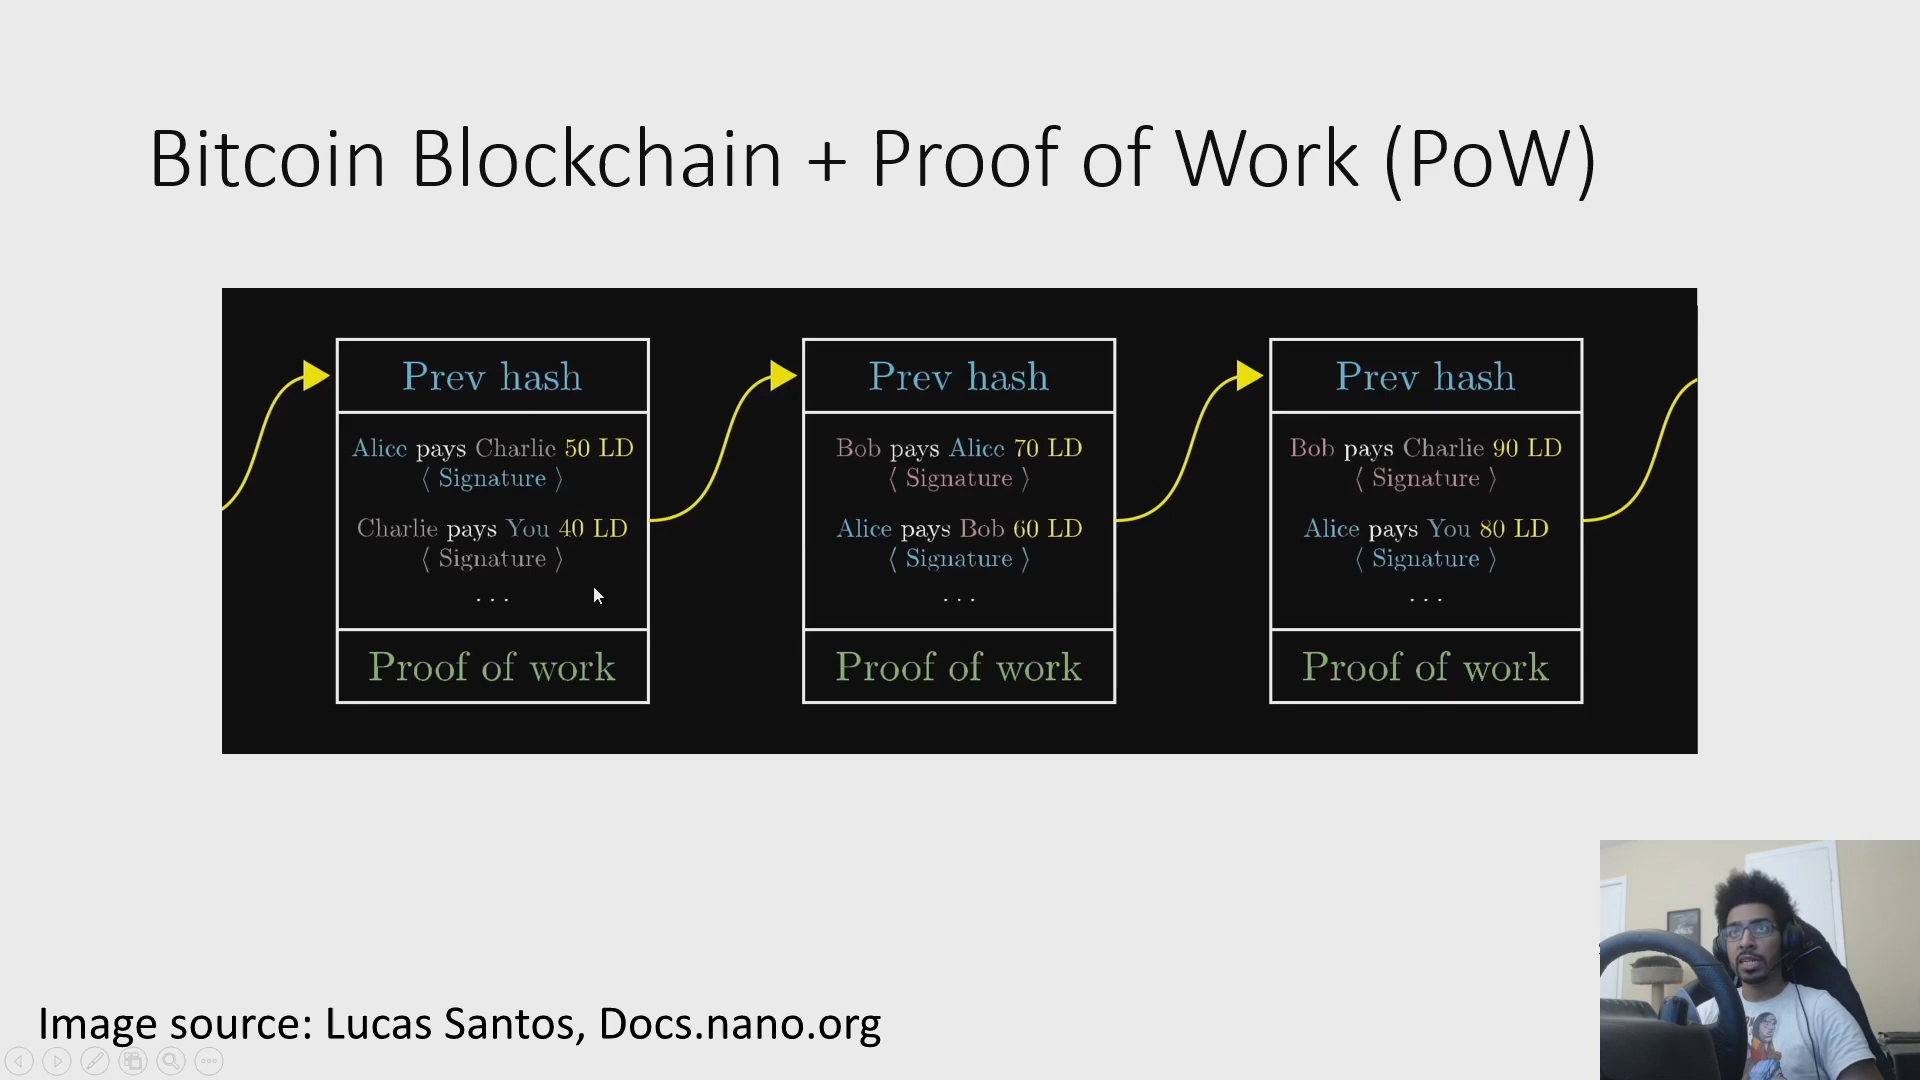 Bitcoin Blockchain + Proof of Work (PoW)
Prev hash
Alice pays Charlie 50 LD
⟨ Signature ⟩
Charlie pays You 40 LD
⟨ Signature ⟩
. . .
Proof of work
Prev hash
Bob pays Alice 70 LD
⟨ Signature ⟩
Alice pays Bob 60 LD
⟨ Signature ⟩
. . .
Proof of work
Prev hash
Bob pays Charlie 90 LD
⟨ Signature ⟩
Alice pays You 80 LD
⟨ Signature ⟩
. . .
Proof of work
Image source: Lucas Santos, Docs.nano.org